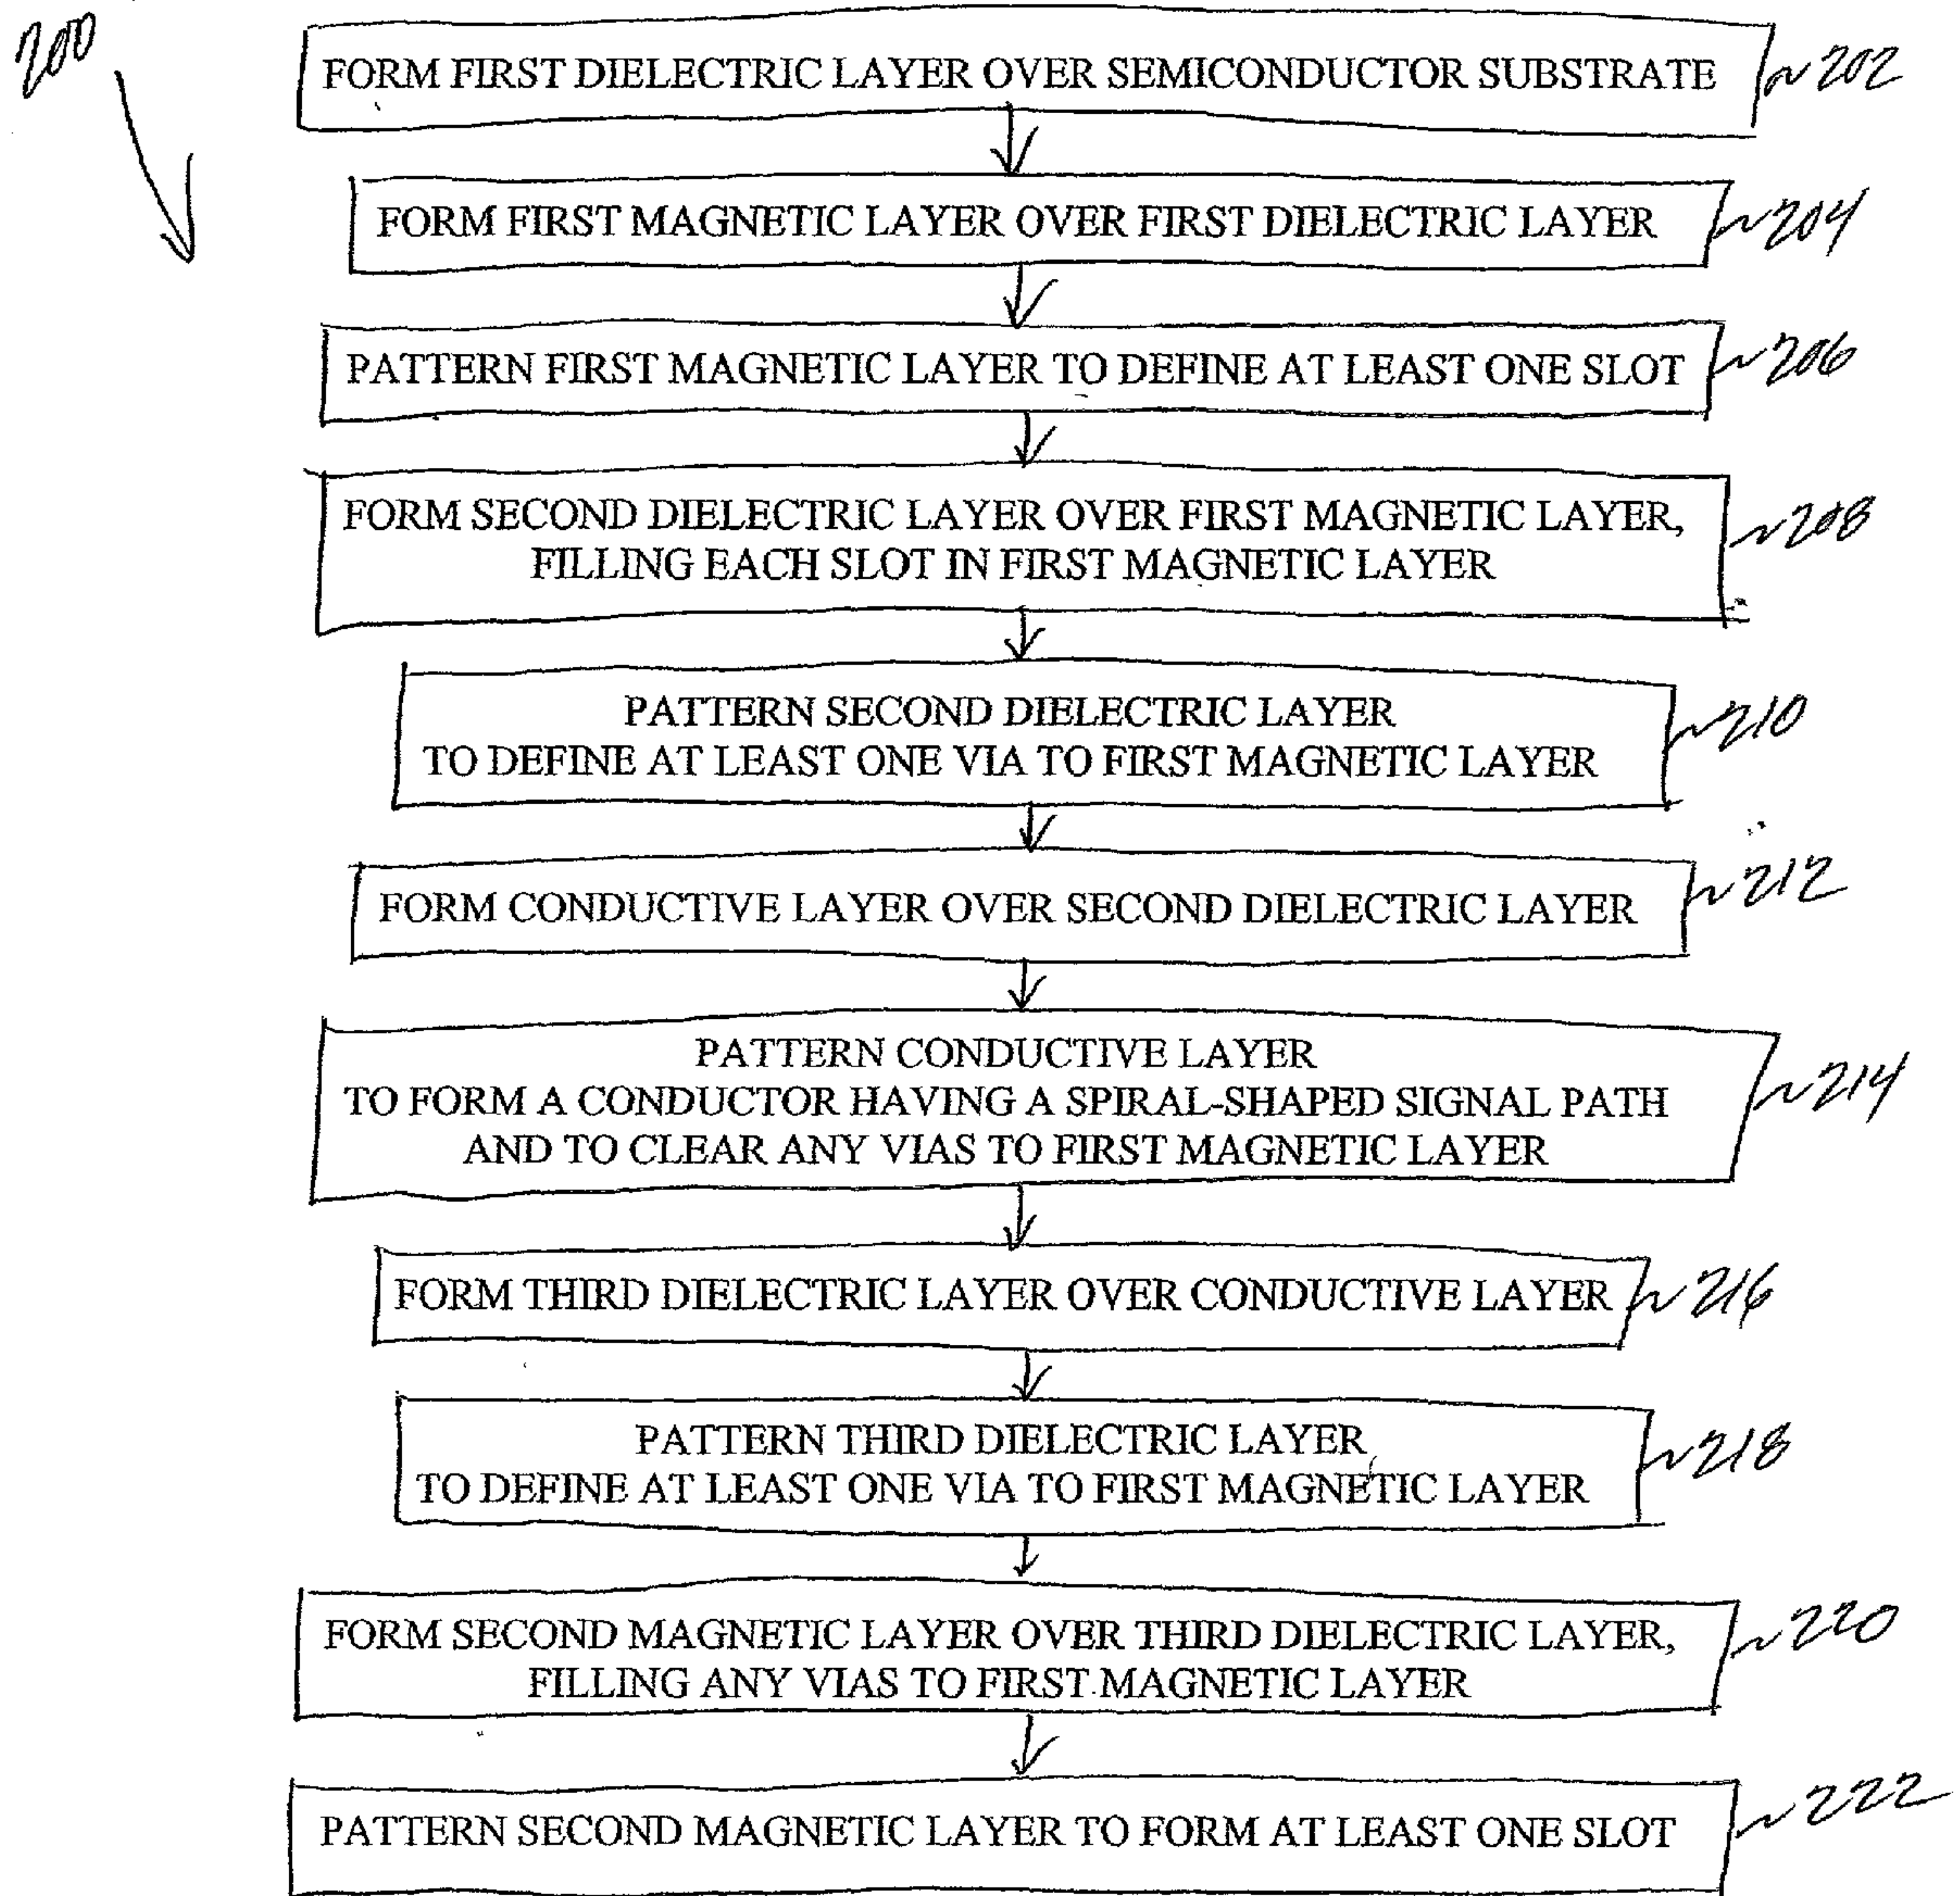 200
FORM FIRST DIELECTRIC LAYER OVER SEMICONDUCTOR SUBSTRATE 202
FORM FIRST MAGNETIC LAYER OVER FIRST DIELECTRIC LAYER 204
PATTERN FIRST MAGNETIC LAYER TO DEFINE AT LEAST ONE SLOT 206
FORM SECOND DIELECTRIC LAYER OVER FIRST MAGNETIC LAYER, 208
FILLING EACH SLOT IN FIRST MAGNETIC LAYER
PATTERN SECOND DIELECTRIC LAYER 210
TO DEFINE AT LEAST ONE VIA TO FIRST MAGNETIC LAYER
FORM CONDUCTIVE LAYER OVER SECOND DIELECTRIC LAYER 212
PATTERN CONDUCTIVE LAYER
TO FORM A CONDUCTOR HAVING A SPIRAL-SHAPED SIGNAL PATH 214
AND TO CLEAR ANY VIAS TO FIRST MAGNETIC LAYER
FORM THIRD DIELECTRIC LAYER OVER CONDUCTIVE LAYER 216
PATTERN THIRD DIELECTRIC LAYER 218
TO DEFINE AT LEAST ONE VIA TO FIRST MAGNETIC LAYER
FORM SECOND MAGNETIC LAYER OVER THIRD DIELECTRIC LAYER, 220
FILLING ANY VIAS TO FIRST MAGNETIC LAYER
PATTERN SECOND MAGNETIC LAYER TO FORM AT LEAST ONE SLOT 222